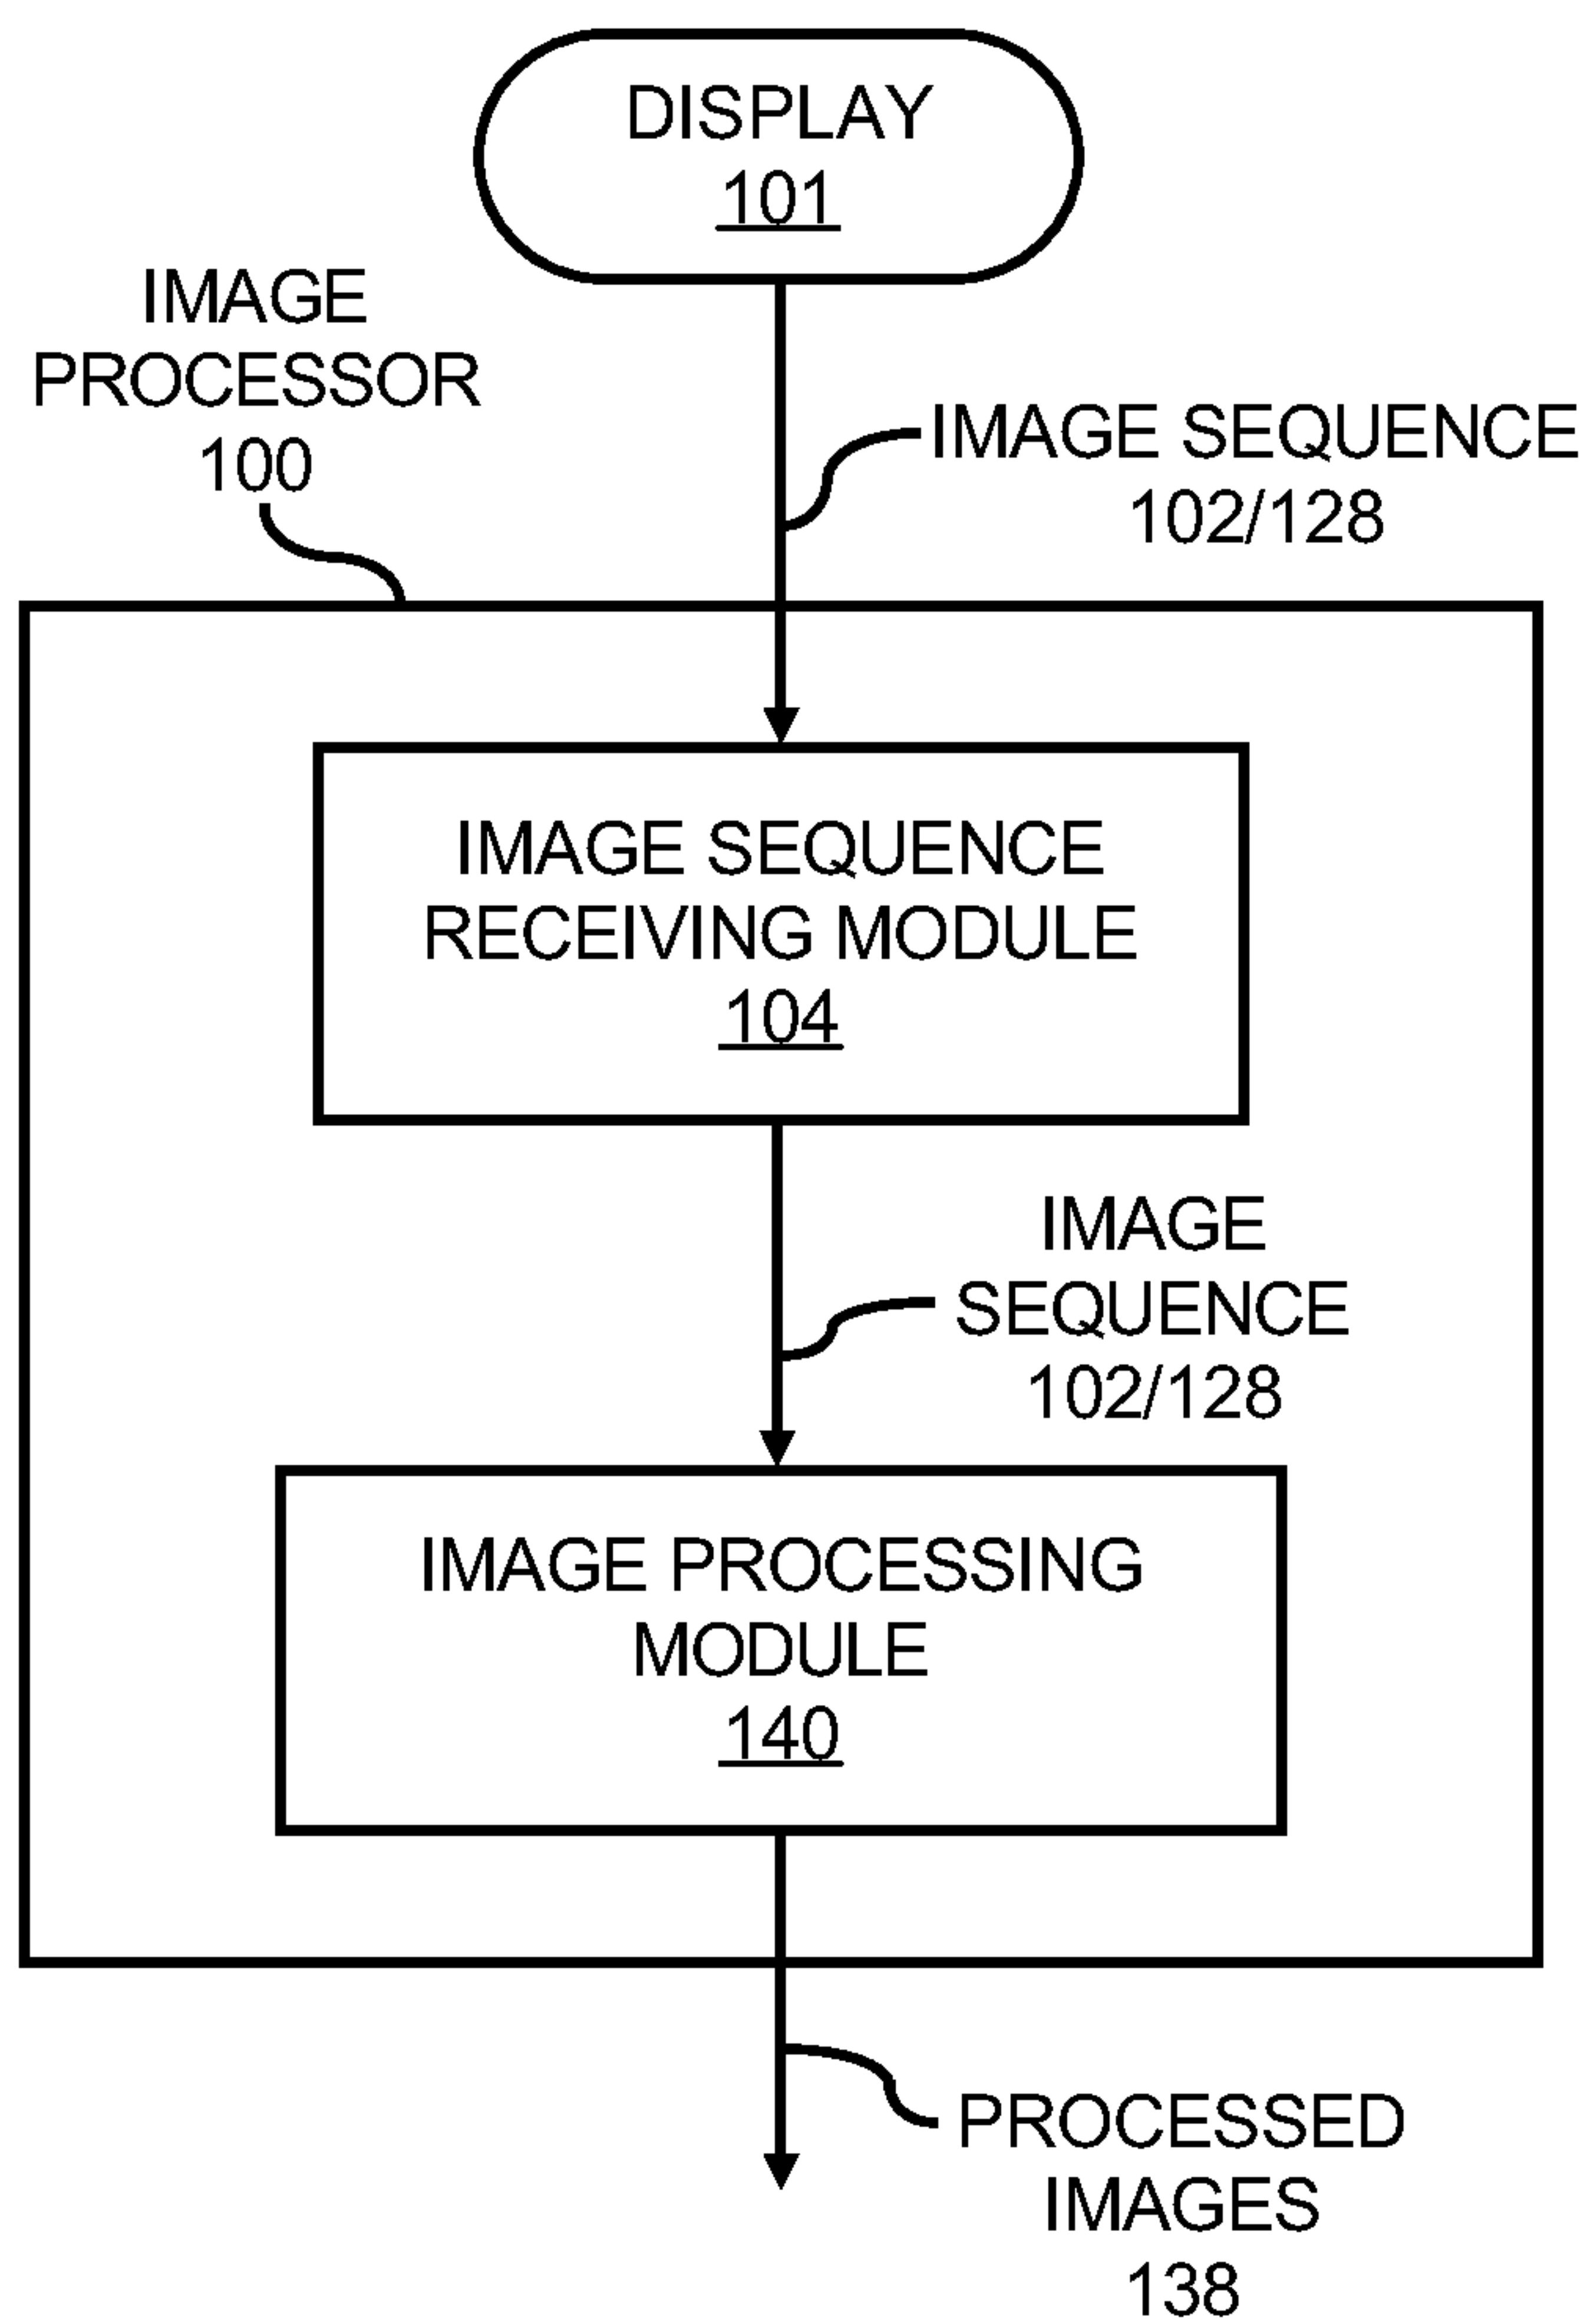 DISPLAY
101
IMAGE
PROCESSOR
100
IMAGE SEQUENCE
102/128
IMAGE SEQUENCE
RECEIVING MODULE
104
IMAGE
SEQUENCE
102/128
IMAGE PROCESSING
MODULE
140
PROCESSED
IMAGES
138